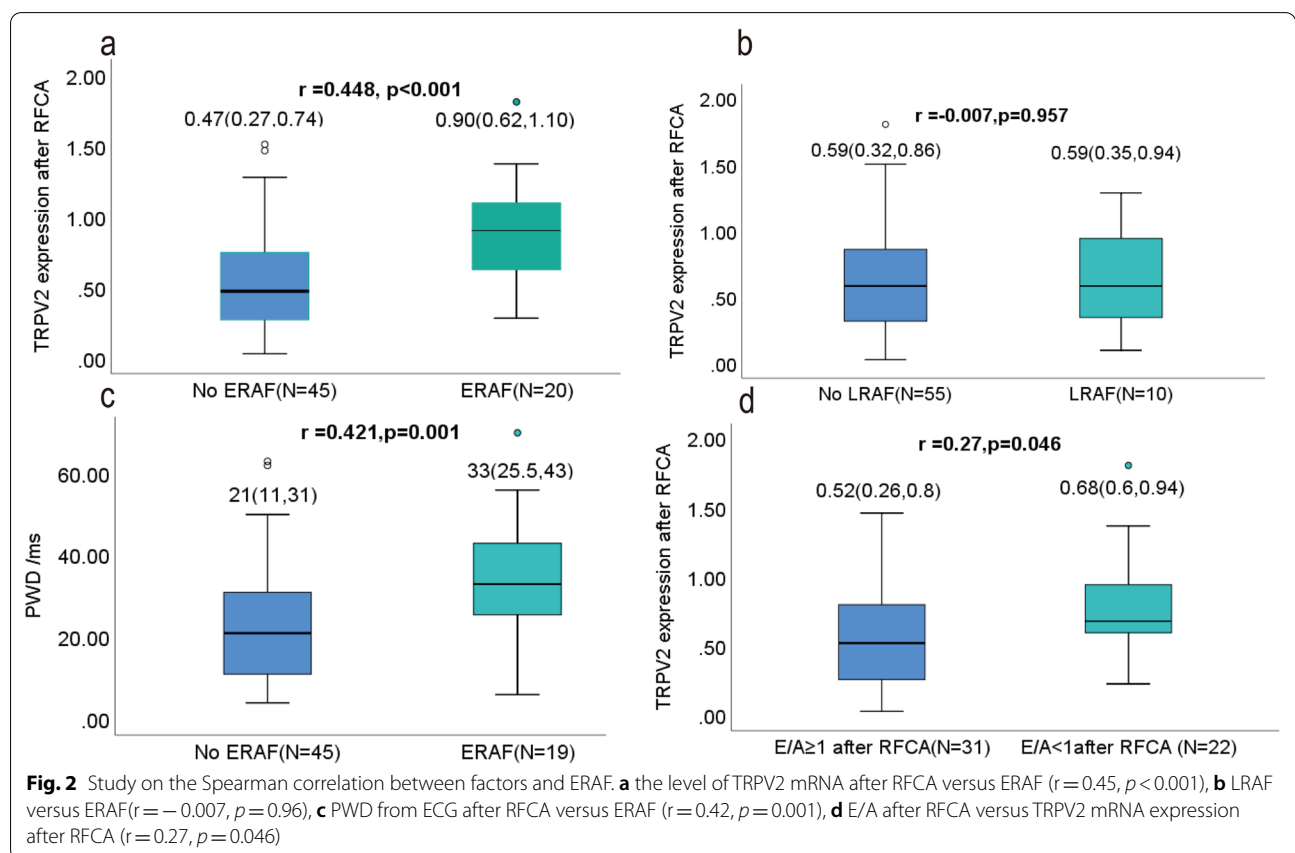 a
r =0.448, p<0.001
0.47(0.27,0.74)
0.90(0.62,1.10)
TRPV2 expression after RFCA
2.00
1.50
1.00
.50
.00
No ERAF(N=45)
ERAF(N=20)
b
r =-0.007,p=0.957
0.59(0.32,0.86)
0.59(0.35,0.94)
TRPV2 expression after RFCA
2.00
1.50
1.00
.50
.00
No LRAF(N=55)
LRAF(N=10)
c
r =0.421,p=0.001
21(11,31)
33(25.5,43)
PWD /ms
60.00
40.00
20.00
.00
No ERAF(N=45)
ERAF(N=19)
d
r=0.27,p=0.046
0.52(0.26,0.8)
0.68(0.6,0.94)
TRPV2 expression after RFCA
2.00
1.50
1.00
.50
.00
E/A≥1 after RFCA(N=31)
E/A<1after RFCA (N=22)
Fig. 2 Study on the Spearman correlation between factors and ERAF. a the level of TRPV2 mRNA after RFCA versus ERAF (r = 0.45, p < 0.001), b LRAF
versus ERAF(r = − 0.007, p = 0.96), c PWD from ECG after RFCA versus ERAF (r = 0.42, p = 0.001), d E/A after RFCA versus TRPV2 mRNA expression
after RFCA (r = 0.27, p = 0.046)